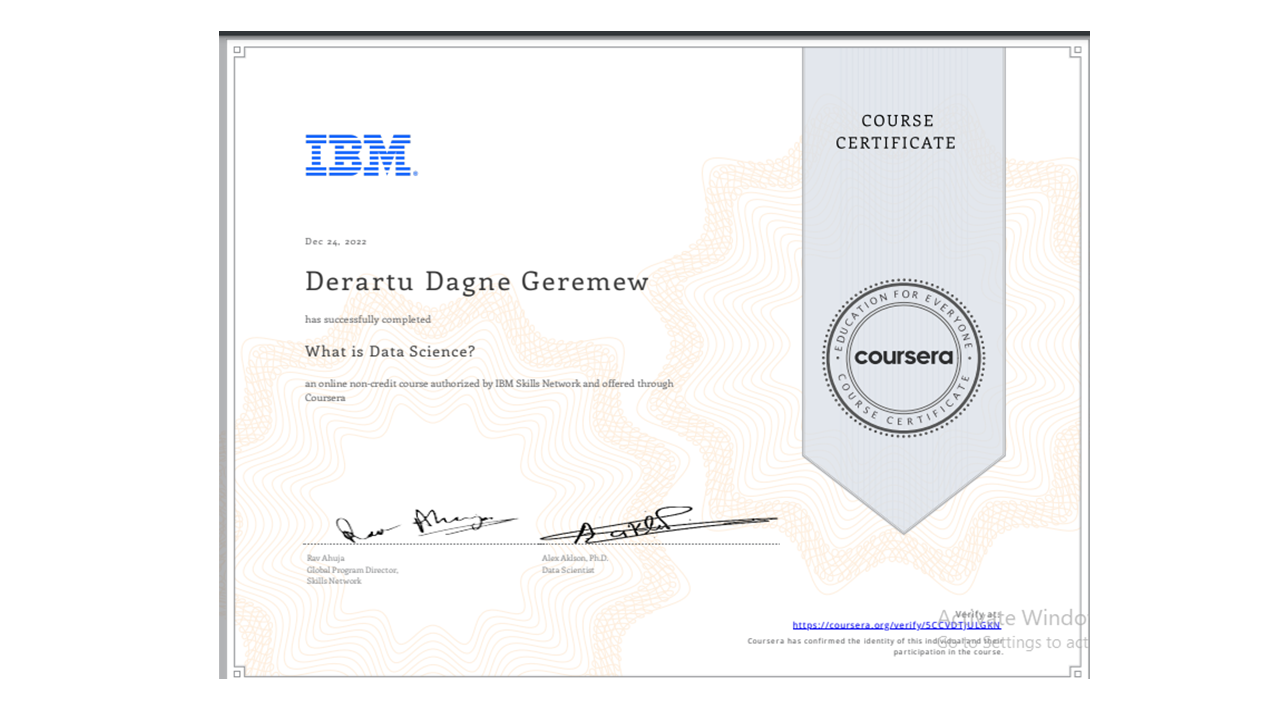 COURSE
CERTIFICATE
IBM
Dec 24, 2022
Derartu Dagne Geremew
has successfully completed
What is Data Science?
an online non-credit course authorized by IBM Skills Network and offered through
Coursera
EDUCATION FOR EVERYONE
coursera
COURSE CERTIFICATE
Rav Ahuja
Global Program Director,
Skills Network
Alex Aklson, Ph.D.
Data Scientist
Verify at:
https://coursera.org/verify/5CCVDTJULGKN
Coursera has confirmed the identity of this individual and their
participation in the course.
Activate Windo
Go to Settings to act